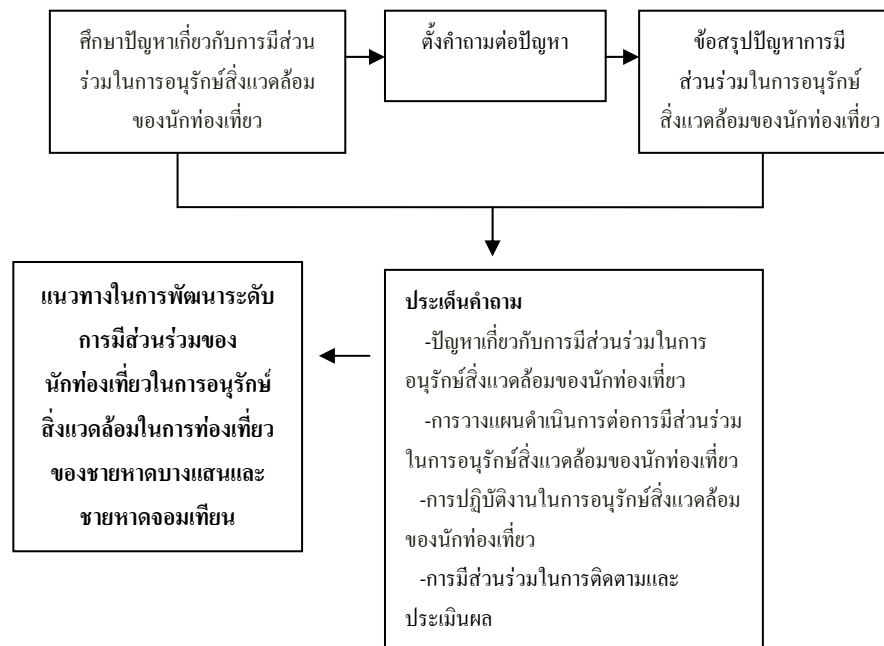 ศึกษาปัญหาเกี่ยวกับการมีส่วน
ร่วมในการอนุรักษ์สิ่งแวดล้อม
ของนักท่องเที่ยว
ตั้งคำถามต่อปัญหา
ข้อสรุปปัญหาการมี
ส่วนร่วมในการอนุรักษ์
สิ่งแวดล้อมของนักท่องเที่ยว
แนวทางในการพัฒนาระดับ
การมีส่วนร่วมของ
นักท่องเที่ยวในการอนุรักษ์
สิ่งแวดล้อมในการท่องเที่ยว
ของชายหาดบางแสนและ
ชายหาดจอมเทียน
ประเด็นคำถาม
-ปัญหาเกี่ยวกับการมีส่วนร่วมในการ
อนุรักษ์สิ่งแวดล้อมของนักท่องเที่ยว
-การวางแผนดำเนินการต่อการมีส่วนร่วม
ในการอนุรักษ์สิ่งแวดล้อมของนักท่องเที่ยว
-การปฏิบัติงานในการอนุรักษ์สิ่งแวดล้อม
ของนักท่องเที่ยว
-การมีส่วนร่วมในการติดตามและ
ประเมินผล